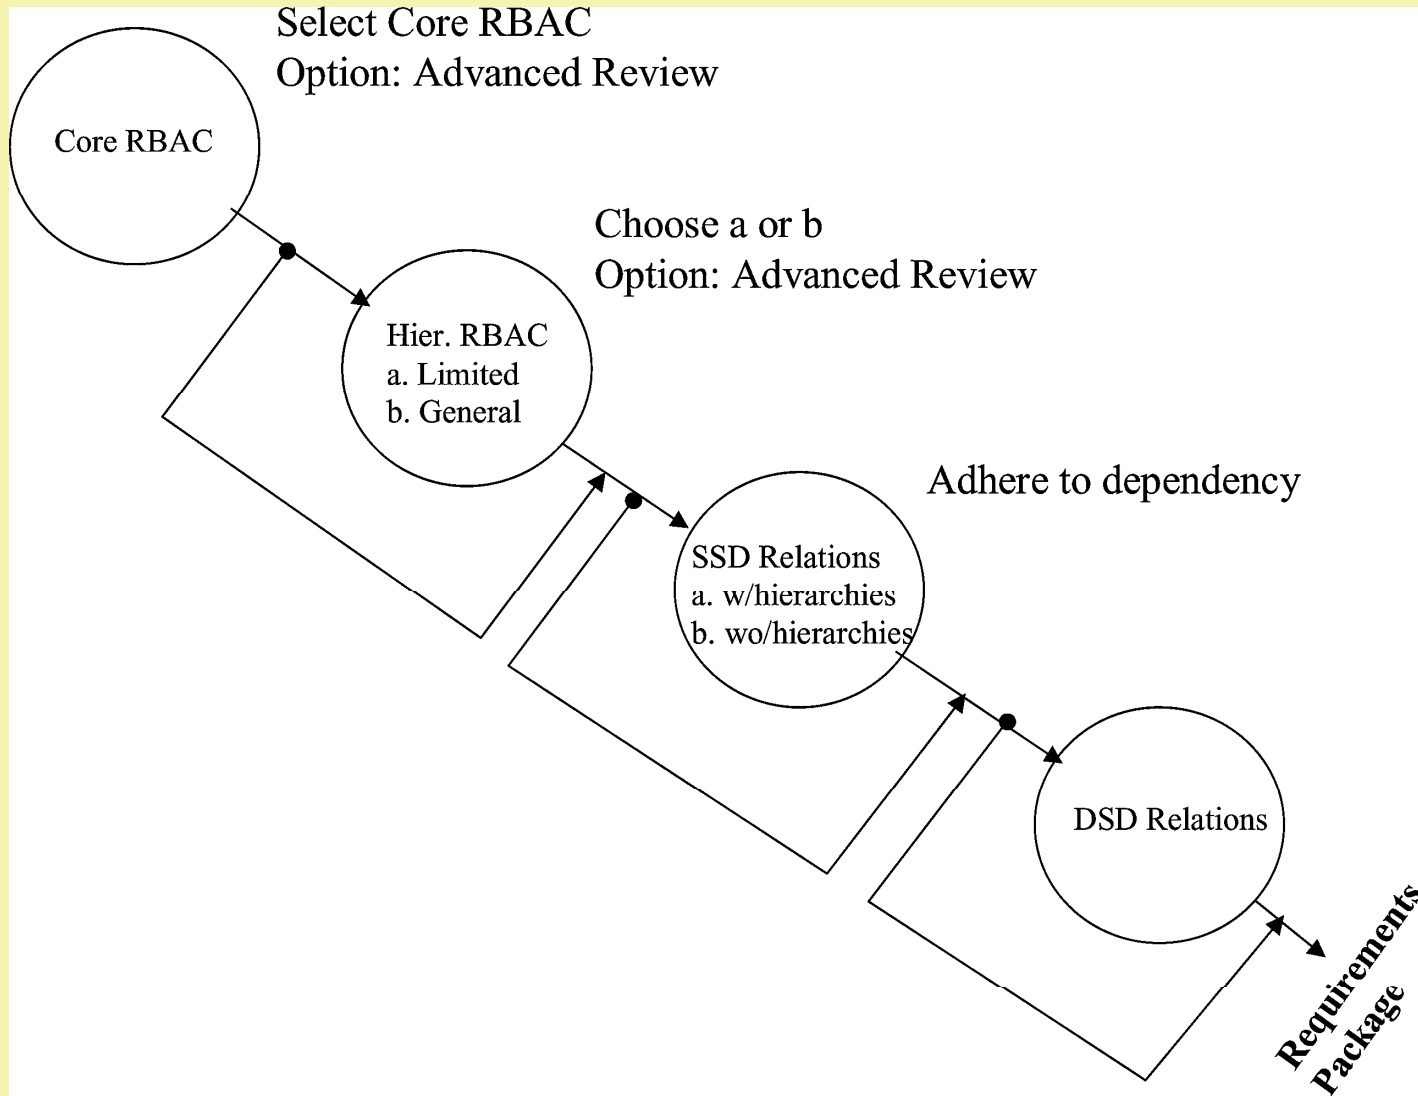 Select Core RBAC
Option: Advanced Review
Core RBAC
Choose a or b
Option: Advanced Review
Hier. RBAC
a. Limited
b. General
Adhere to dependency
SSD Relations
a. w/hierarchies
b. wo/hierarchies
DSD Relations
Requirements
Package